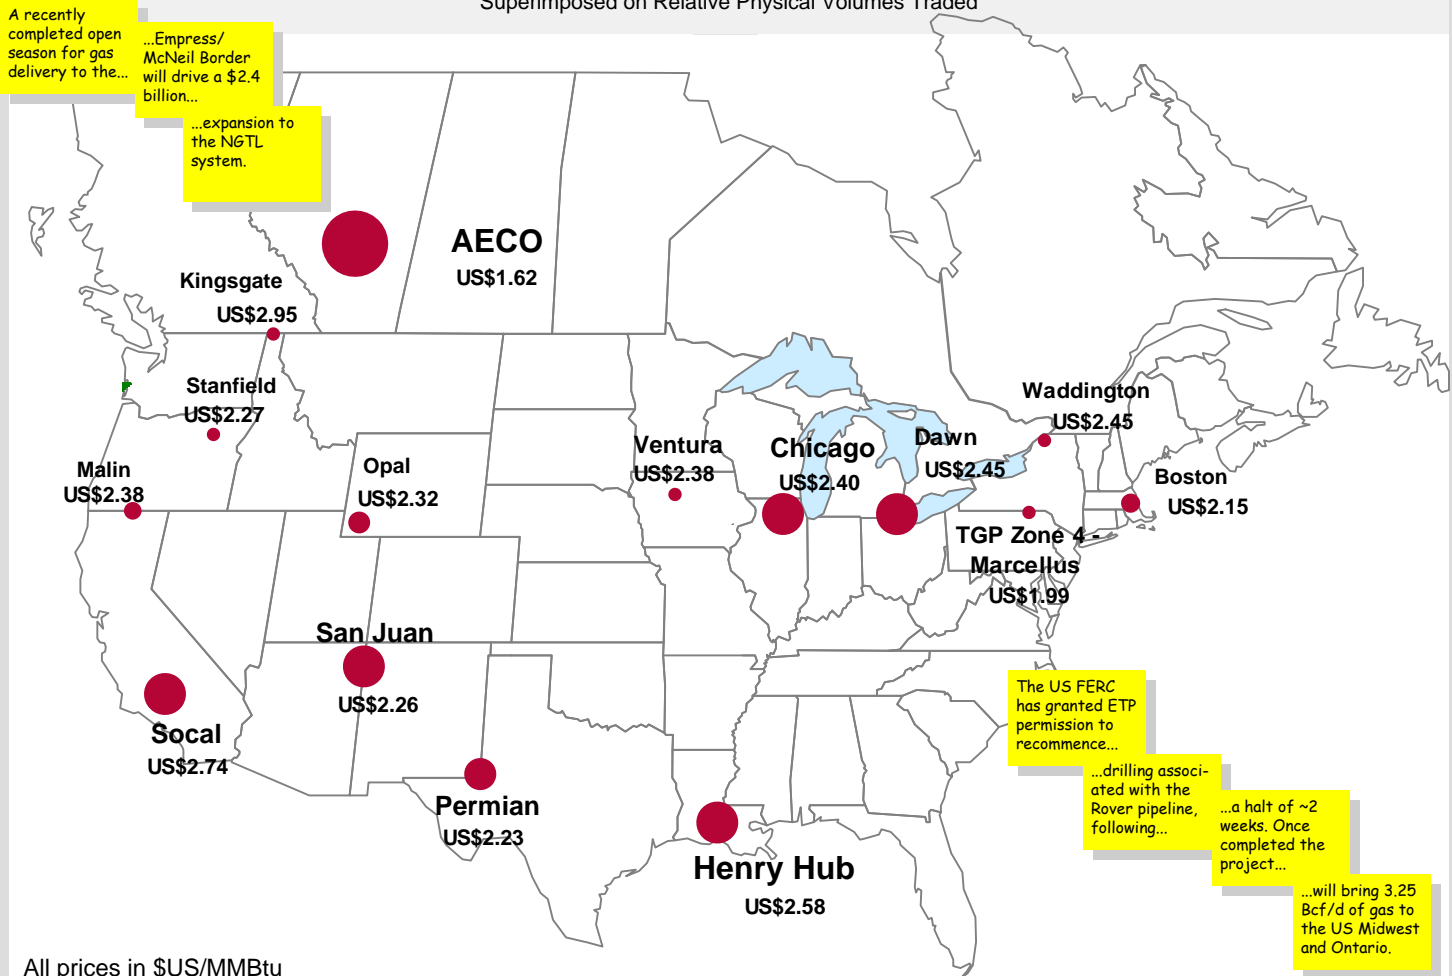 Superimposed on Relative Physical Volumes Traded
A recently
completed open
season for gas
delivery to the...
...Empress/
McNeil Border
will drive a $2.4
billion...
...expansion to
the NGTL
system.
AECO
US$1.62
Kingsgate
US$2.95
Stanfield
US$2.27
Malin
US$2.38
Opal
US$2.32
Ventura
US$2.38
Chicago
US$2.40
Dawn
US$2.45
Waddington
US$2.45
Boston
US$2.15
TGP Zone 4 -
Marcellus
US$1.99
San Juan
US$2.26
Socal
US$2.74
Permian
US$2.23
Henry Hub
US$2.58
The US FERC
has granted ETP
permission to
recommence...
...drilling associ-
ated with the
Rover pipeline,
following...
...a halt of ~2
weeks. Once
completed the
project...
...will bring 3.25
Bcf/d of gas to
the US Midwest
and Ontario.
All prices in $US/MMBtu